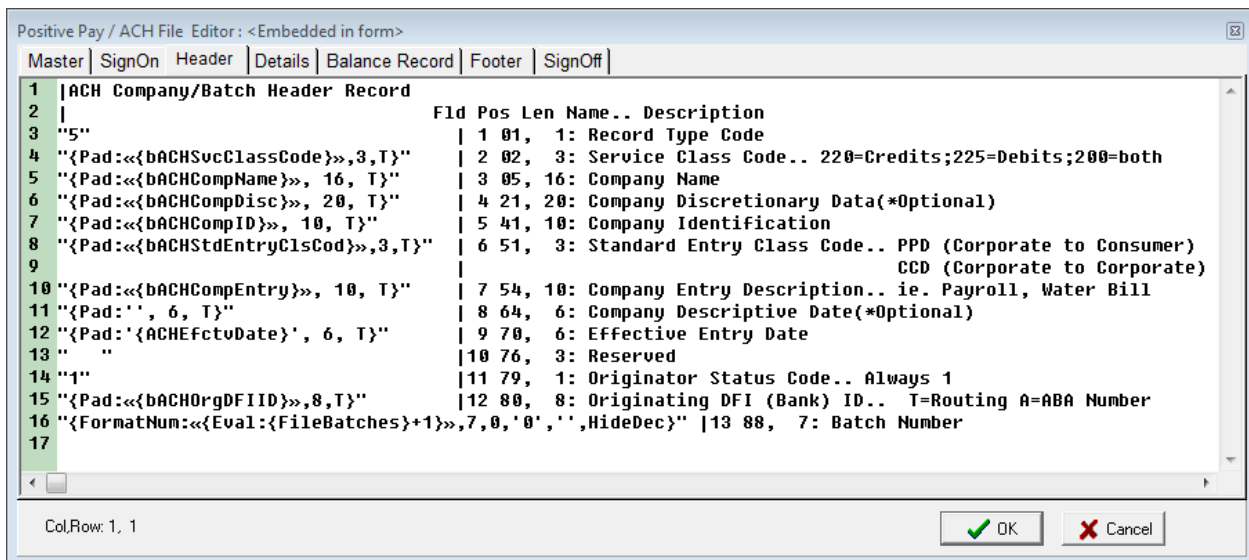 Positive Pay / ACH File Editor : <Embedded in form>
Master SignOn Header Details Balance Record Footer SignOff
1 |ACH Company/Batch Header Record
2 | Fld Pos Len Name.. Description
3 "5" | 1 01, 1: Record Type Code
4 "{Pad:«{bACHSvcClassCode}»,3,T}" | 2 02, 3: Service Class Code.. 220=Credits;225=Debits;200=both
5 "{Pad:«{bACHCompName}», 16, T}" | 3 05, 16: Company Name
6 "{Pad:«{bACHCompDisc}», 20, T}" | 4 21, 20: Company Discretionary Data(*Optional)
7 "{Pad:«{bACHCompID}», 10, T}" | 5 41, 10: Company Identification
8 "{Pad:«{bACHStdEntryClsCod}»,3,T}" | 6 51, 3: Standard Entry Class Code.. PPD (Corporate to Consumer)
9 | CCD (Corporate to Corporate)
10 "{Pad:«{bACHCompEntry}», 10, T}" | 7 54, 10: Company Entry Description.. ie. Payroll, Water Bill
11 "{Pad:'', 6, T}" | 8 64, 6: Company Descriptive Date(*Optional)
12 "{Pad:'{ACHEfctvDate}', 6, T}" | 9 70, 6: Effective Entry Date
13 "   " |10 76, 3: Reserved
14 "1" |11 79, 1: Originator Status Code.. Always 1
15 "{Pad:«{bACHOrgDFIID}»,8,T}" |12 80, 8: Originating DFI (Bank) ID.. T=Routing A=ABA Number
16 "{FormatNum:«{Eval:{FileBatches}+1}»,7,0,'0','',HideDec}" |13 88, 7: Batch Number
17
Col,Row: 1, 1
OK Cancel